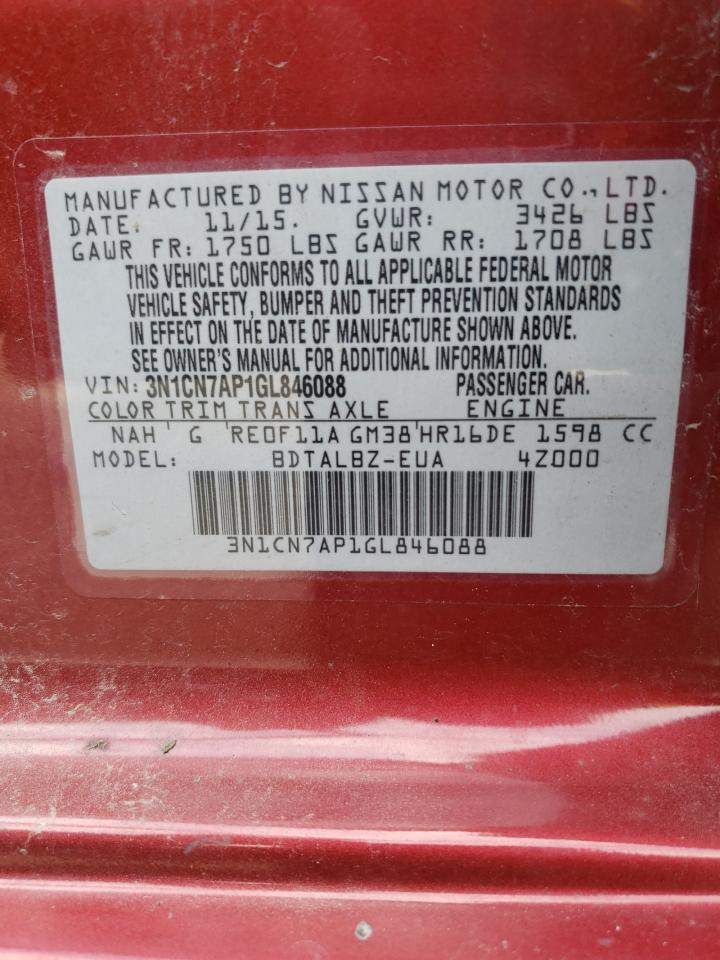 MANUFACTURED BY NISSAN MOTOR CO., LTD.
DATE: 11/15. GVWR: 3426 LBS
GAWR FR: 1750 LBS GAWR RR: 1708 LBS
THIS VEHICLE CONFORMS TO ALL APPLICABLE FEDERAL MOTOR
VEHICLE SAFETY, BUMPER AND THEFT PREVENTION STANDARDS
IN EFFECT ON THE DATE OF MANUFACTURE SHOWN ABOVE.
SEE OWNER'S MANUAL FOR ADDITIONAL INFORMATION.
VIN: 3N1CN7AP1GL846088 PASSENGER CAR.
COLOR TRIM TRANS AXLE ENGINE
NAH ' G ' RE0F11A GM38 ' HR16DE 1598 CC
MODEL: BDTALBZ-EUA 4Z000
3N1CN7AP1GL846088